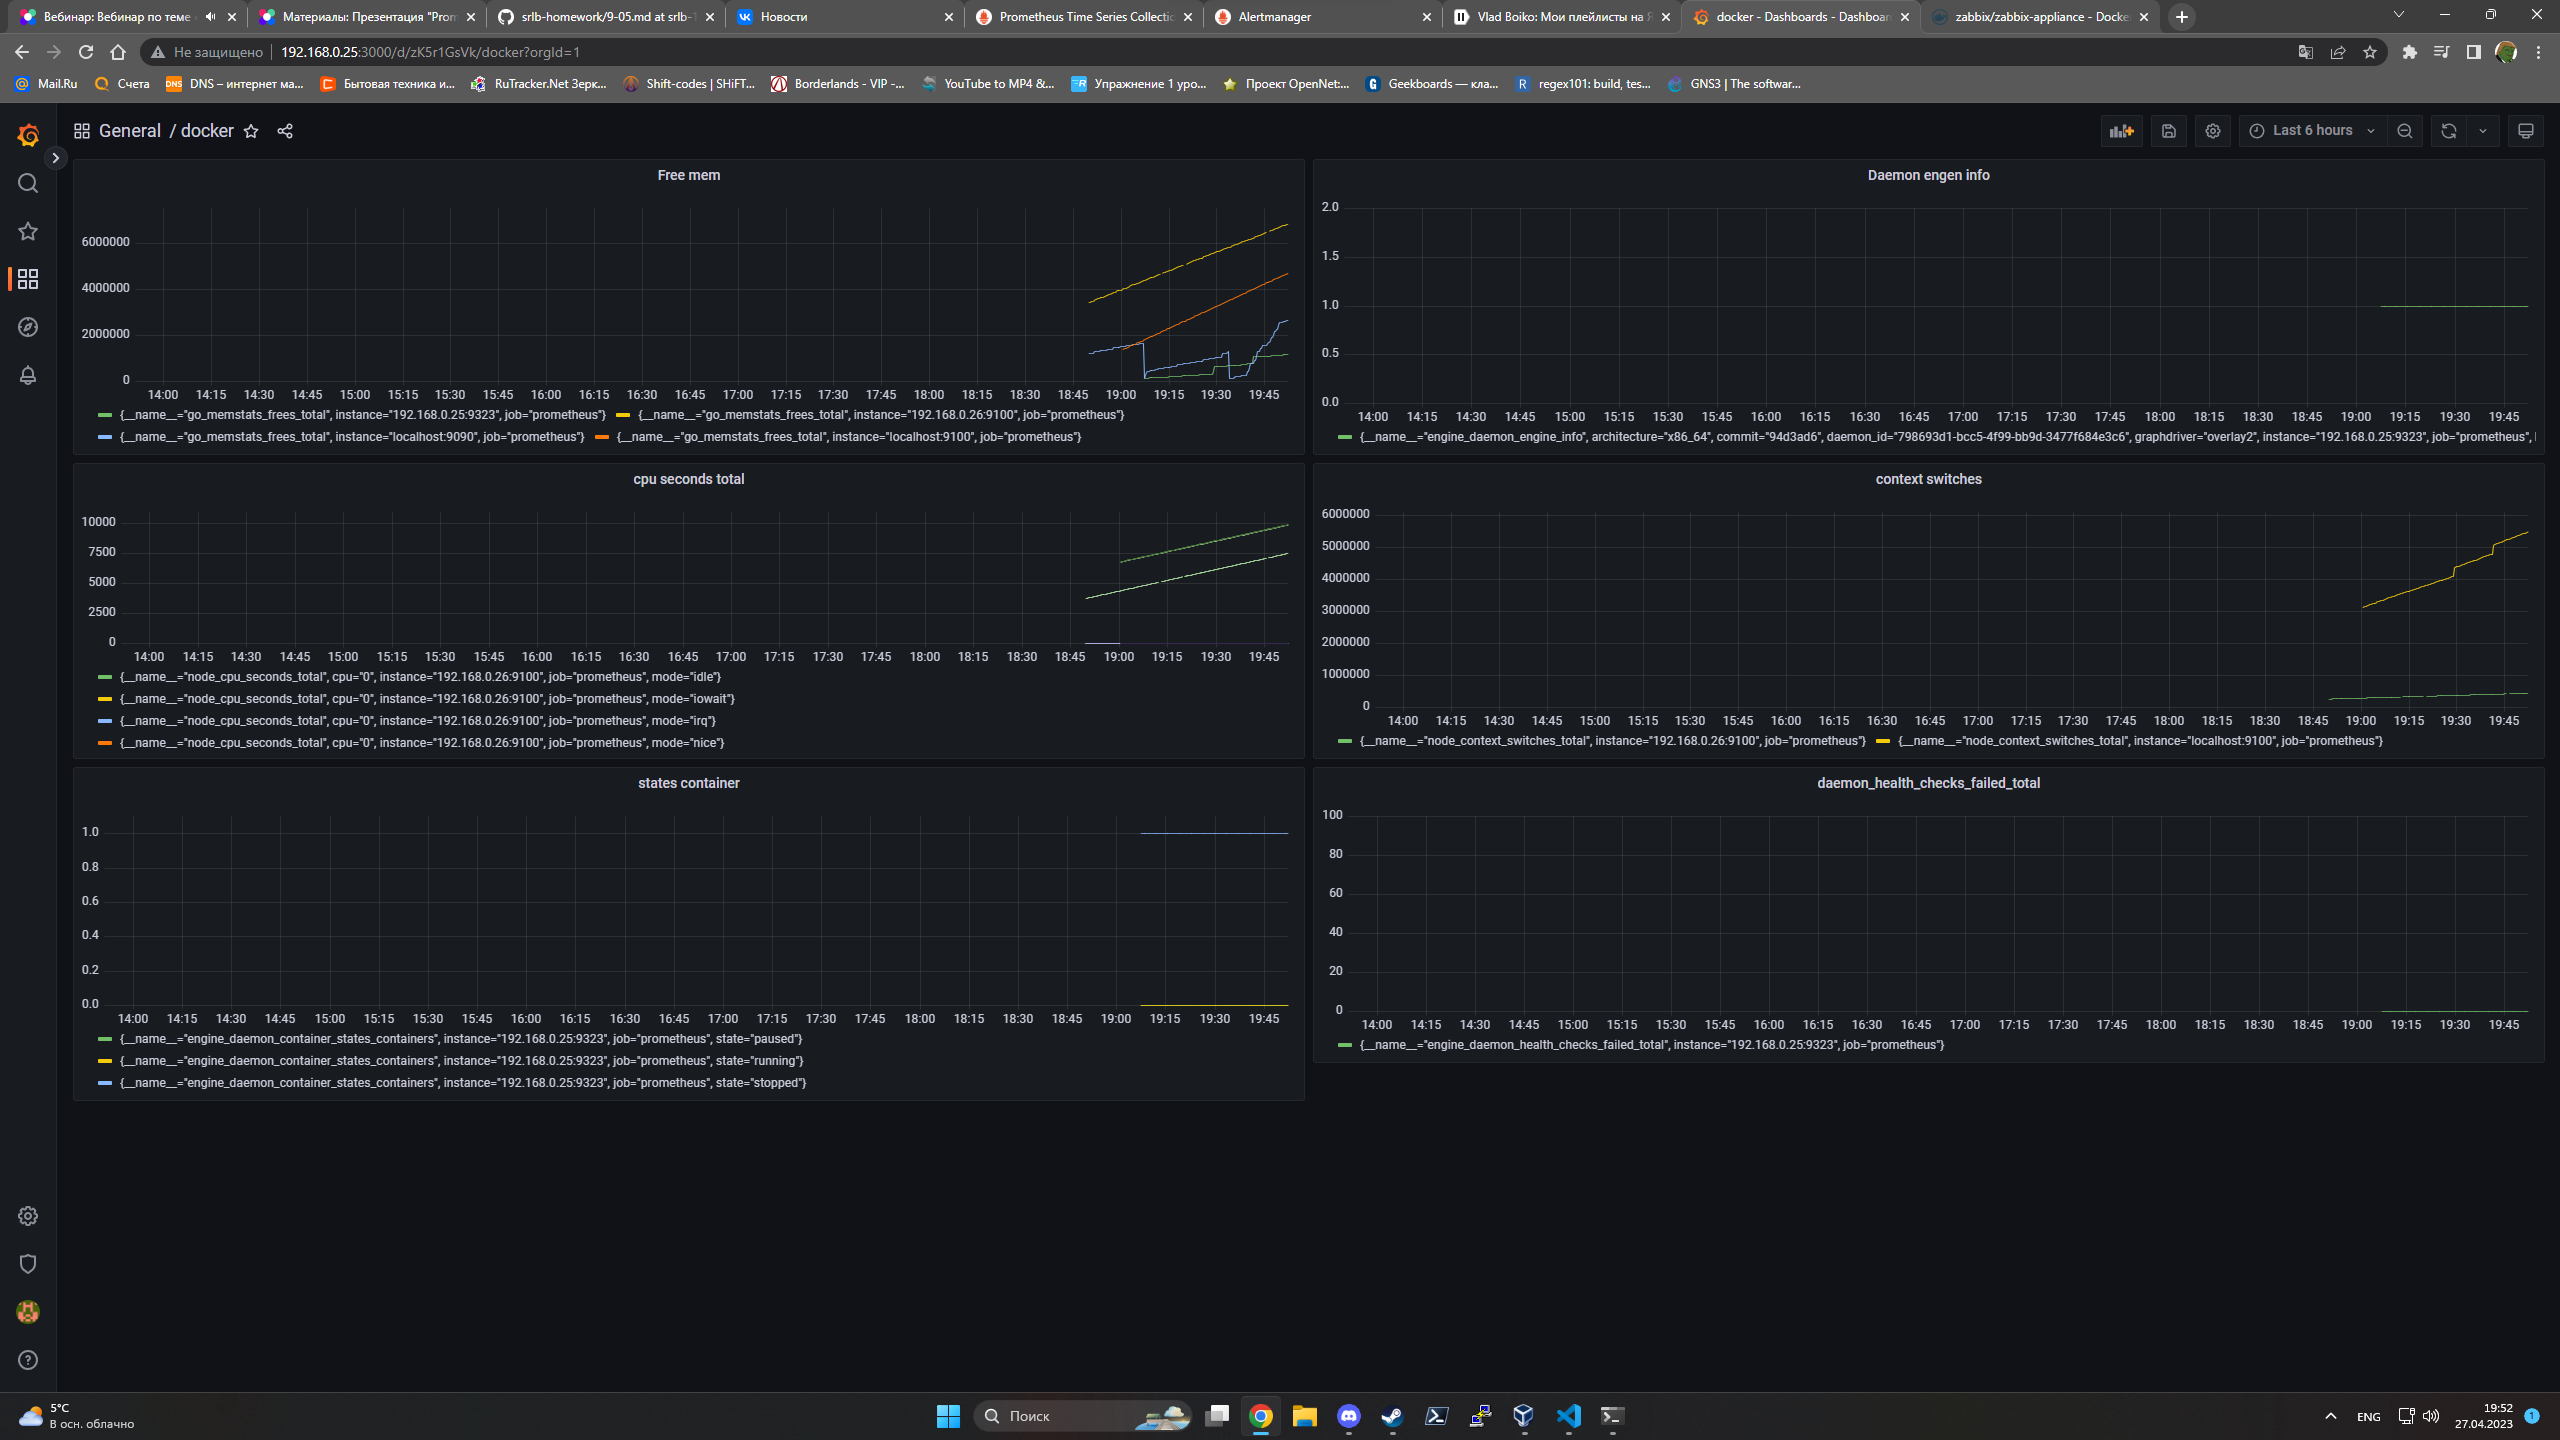 Вебинар: Вебинар по теме
Материалы: Презентация "Prom
srlb-homework/9-05.md at srlb-
Новости
Prometheus Time Series Collectio
Alertmanager
Vlad Boiko: Мои плейлисты на Я
docker - Dashboards - Dashboar
zabbix/zabbix-appliance - Docke
Не защищено 192.168.0.25:3000/d/zK5r1GsVk/docker?orgId=1
Mail.Ru Счета DNS – интернет ма... Бытовая техника и... RuTracker.Net Зерк... Shift-codes | SHiFT... Borderlands - VIP -... YouTube to MP4 &... Упражнение 1 уро... Проект OpenNet:... Geekboards — кла... regex101: build, tes... GNS3 | The softwar...
General / docker
Last 6 hours
Free mem
6000000
4000000
2000000
0
14:00 14:15 14:30 14:45 15:00 15:15 15:30 15:45 16:00 16:15 16:30 16:45 17:00 17:15 17:30 17:45 18:00 18:15 18:30 18:45 19:00 19:15 19:30 19:45
{__name__="go_memstats_frees_total", instance="192.168.0.25:9323", job="prometheus"} {__name__="go_memstats_frees_total", instance="192.168.0.26:9100", job="prometheus"}
{__name__="go_memstats_frees_total", instance="localhost:9090", job="prometheus"} {__name__="go_memstats_frees_total", instance="localhost:9100", job="prometheus"}
Daemon engen info
2.0
1.5
1.0
0.5
0.0
14:00 14:15 14:30 14:45 15:00 15:15 15:30 15:45 16:00 16:15 16:30 16:45 17:00 17:15 17:30 17:45 18:00 18:15 18:30 18:45 19:00 19:15 19:30 19:45
{__name__="engine_daemon_engine_info", architecture="x86_64", commit="94d3ad6", daemon_id="798693d1-bcc5-4f99-bb9d-3477f684e3c6", graphdriver="overlay2", instance="192.168.0.25:9323", job="prometheus",
cpu seconds total
10000
7500
5000
2500
0
14:00 14:15 14:30 14:45 15:00 15:15 15:30 15:45 16:00 16:15 16:30 16:45 17:00 17:15 17:30 17:45 18:00 18:15 18:30 18:45 19:00 19:15 19:30 19:45
{__name__="node_cpu_seconds_total", cpu="0", instance="192.168.0.26:9100", job="prometheus", mode="idle"}
{__name__="node_cpu_seconds_total", cpu="0", instance="192.168.0.26:9100", job="prometheus", mode="iowait"}
{__name__="node_cpu_seconds_total", cpu="0", instance="192.168.0.26:9100", job="prometheus", mode="irq"}
{__name__="node_cpu_seconds_total", cpu="0", instance="192.168.0.26:9100", job="prometheus", mode="nice"}
context switches
6000000
5000000
4000000
3000000
2000000
1000000
0
14:00 14:15 14:30 14:45 15:00 15:15 15:30 15:45 16:00 16:15 16:30 16:45 17:00 17:15 17:30 17:45 18:00 18:15 18:30 18:45 19:00 19:15 19:30 19:45
{__name__="node_context_switches_total", instance="192.168.0.26:9100", job="prometheus"} {__name__="node_context_switches_total", instance="localhost:9100", job="prometheus"}
states container
1.0
0.8
0.6
0.4
0.2
0.0
14:00 14:15 14:30 14:45 15:00 15:15 15:30 15:45 16:00 16:15 16:30 16:45 17:00 17:15 17:30 17:45 18:00 18:15 18:30 18:45 19:00 19:15 19:30 19:45
{__name__="engine_daemon_container_states_containers", instance="192.168.0.25:9323", job="prometheus", state="paused"}
{__name__="engine_daemon_container_states_containers", instance="192.168.0.25:9323", job="prometheus", state="running"}
{__name__="engine_daemon_container_states_containers", instance="192.168.0.25:9323", job="prometheus", state="stopped"}
daemon_health_checks_failed_total
100
80
60
40
20
0
14:00 14:15 14:30 14:45 15:00 15:15 15:30 15:45 16:00 16:15 16:30 16:45 17:00 17:15 17:30 17:45 18:00 18:15 18:30 18:45 19:00 19:15 19:30 19:45
{__name__="engine_daemon_health_checks_failed_total", instance="192.168.0.25:9323", job="prometheus"}
5°C
В осн. облачно
Поиск
ENG
19:52
27.04.2023
1